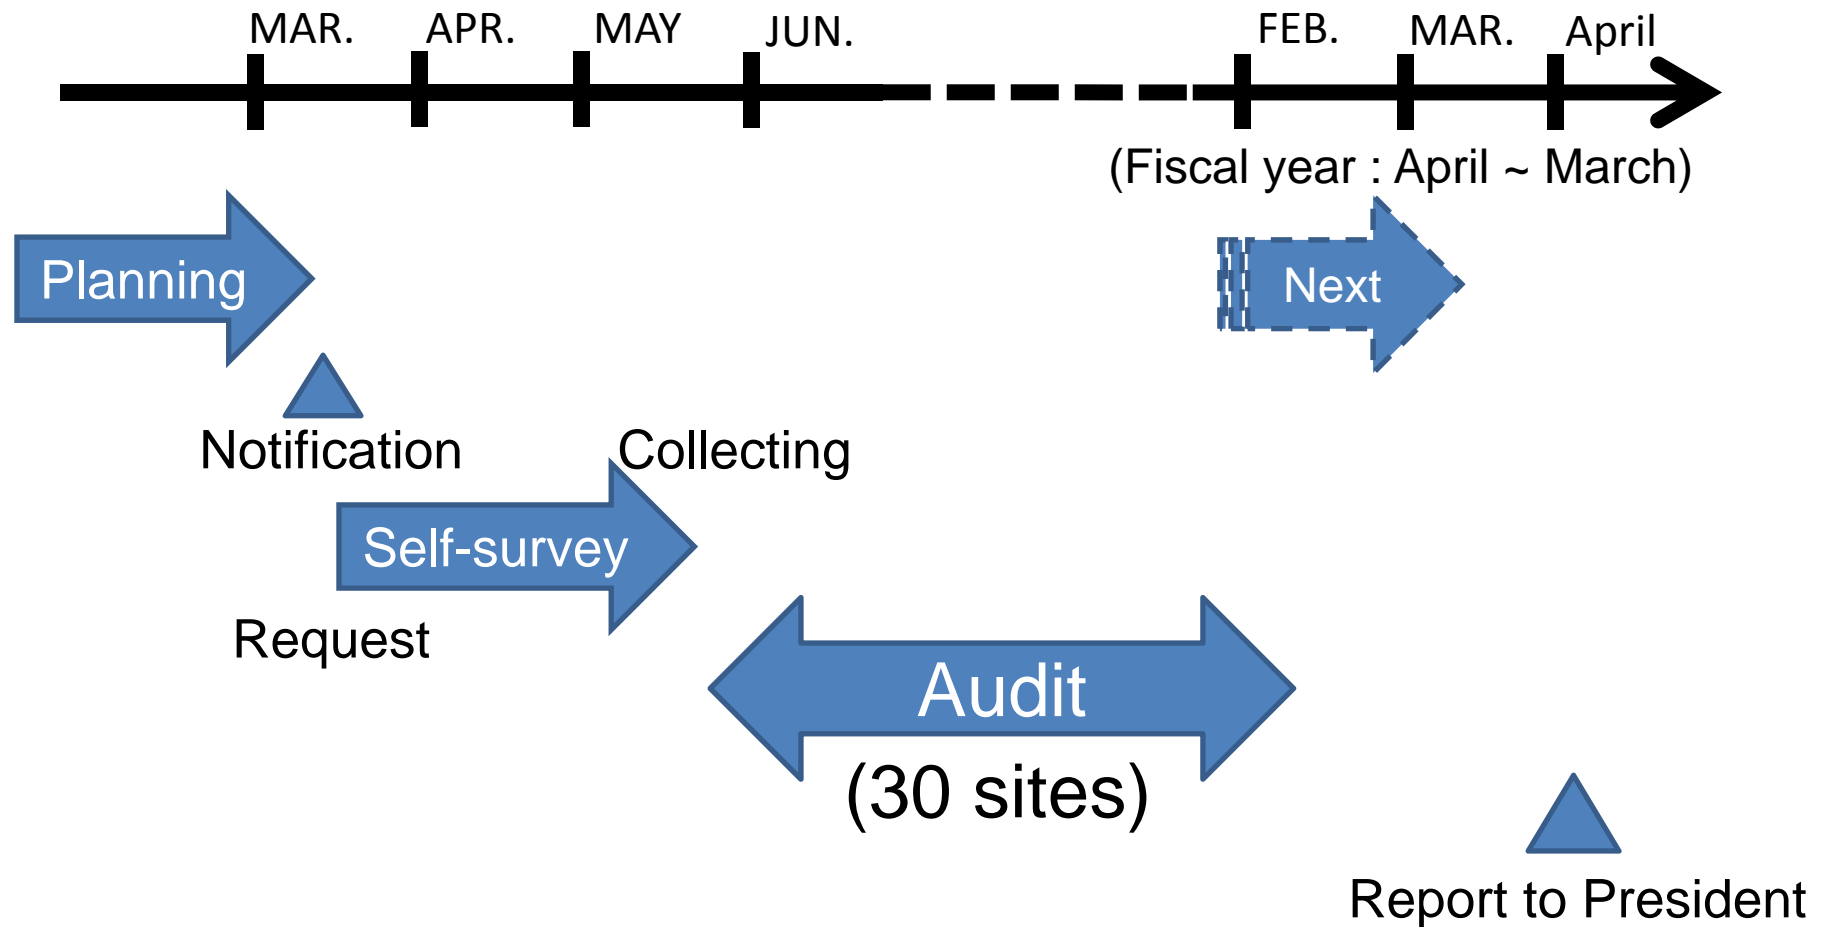 MAR. APR. MAY JUN. FEB. MAR. April
(Fiscal year : April ~ March)
Planning
Next
Notification
Collecting
Self-survey
Request
Audit
(30 sites)
Report to President